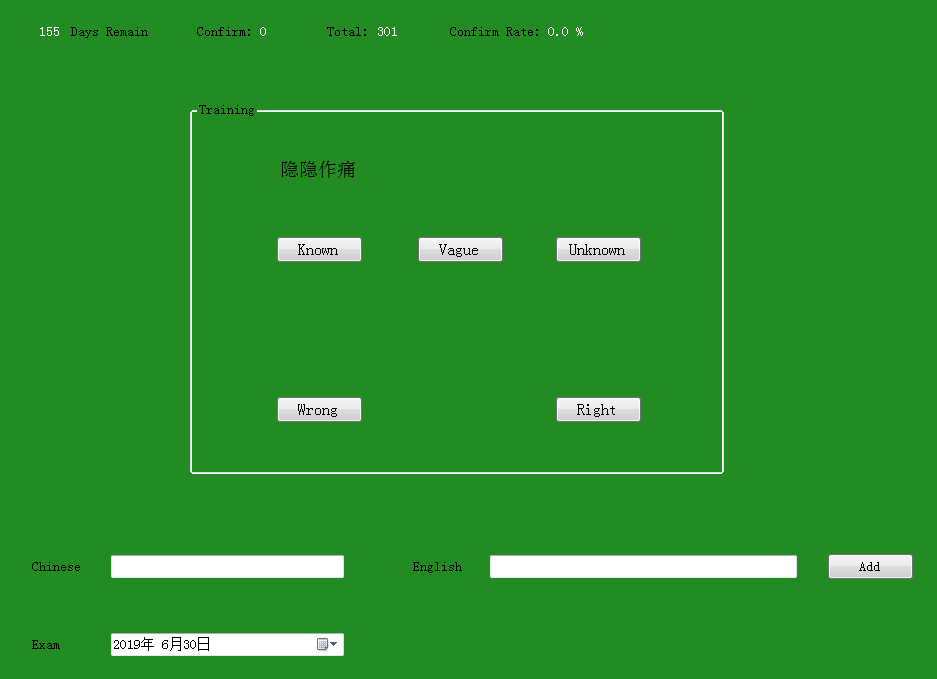 155 Days Remain Confirm: 0 Total: 301 Confirm Rate: 0.0 %
Training
隐隐作痛
Known Vague Unknown
Wrong Right
Chinese English Add
Exam 2019年 6月30日